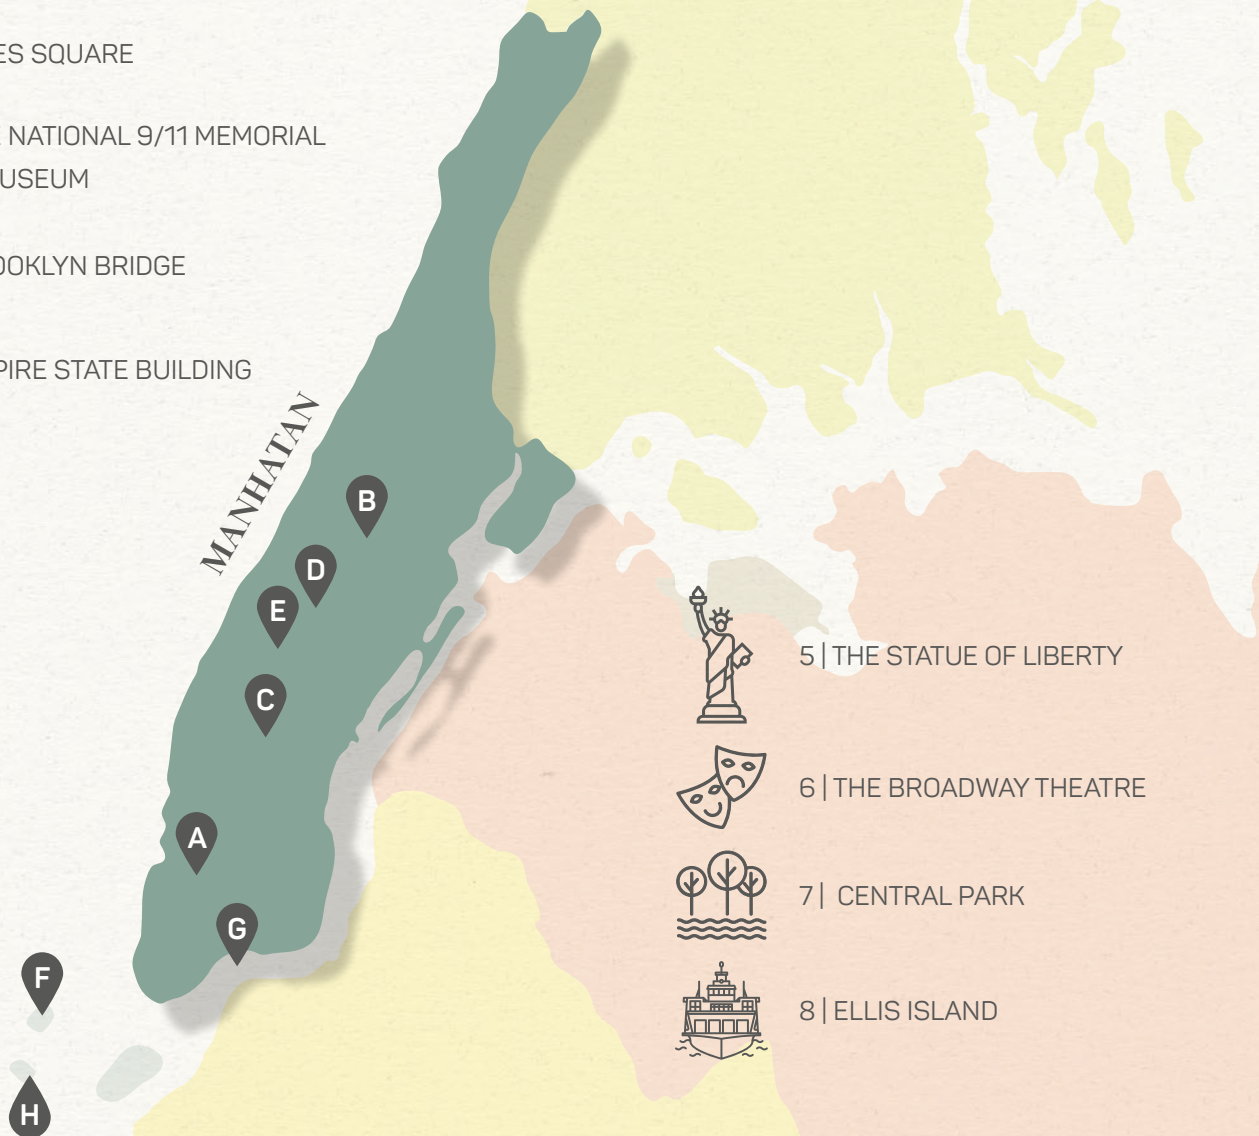 ES SQUARE
NATIONAL 9/11 MEMORIAL
USEUM
OOKLYN BRIDGE
PIRE STATE BUILDING
MANHATAN
B
D
E
C
A
G
F
H
5 | THE STATUE OF LIBERTY
6 | THE BROADWAY THEATRE
7 | CENTRAL PARK
8 | ELLIS ISLAND